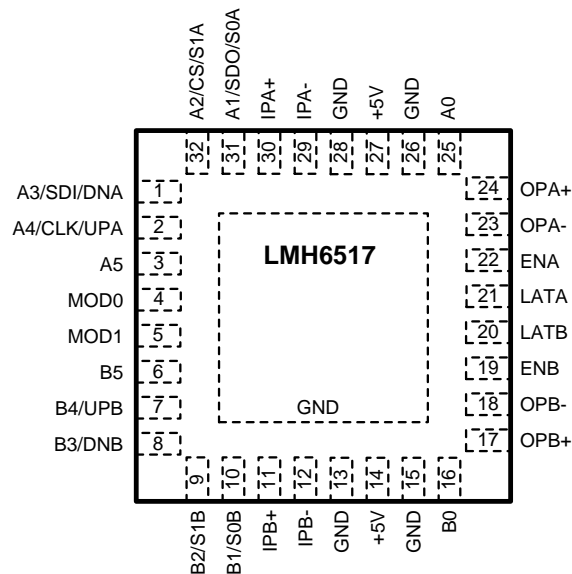 A2/CS/S1A
A1/SDO/S0A
IPA+
IPA-
GND
+5V
GND
A0
32
31
30
29
28
27
26
25
A3/SDI/DNA 1
A4/CLK/UPA 2
A5 3
MOD0 4
MOD1 5
B5 6
B4/UPB 7
B3/DNB 8
LMH6517
GND
24 OPA+
23 OPA-
22 ENA
21 LATA
20 LATB
19 ENB
18 OPB-
17 OPB+
9
10
11
12
13
14
15
16
B2/S1B
B1/S0B
IPB+
IPB-
GND
+5V
GND
B0